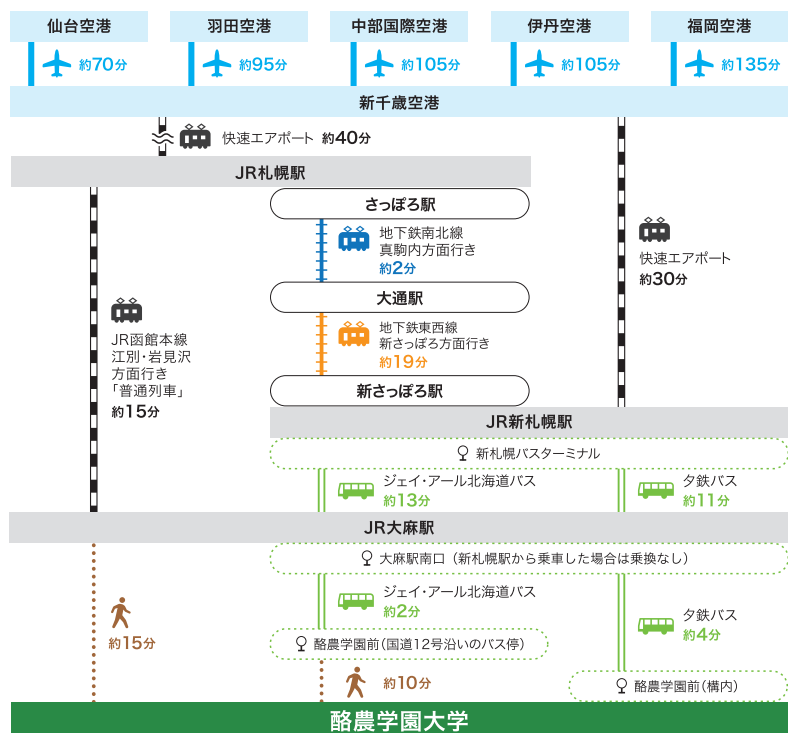 仙台空港
羽田空港
中部国際空港
伊丹空港
福岡空港
約70分
約95分
約105分
約105分
約135分
新千歳空港
快速エアポート 約40分
JR札幌駅
さっぽろ駅
地下鉄南北線
真駒内方面行き
約2分
快速エアポート
約30分
大通駅
JR函館本線
江別・岩見沢
方面行き
「普通列車」
約15分
地下鉄東西線
新さっぽろ方面行き
約19分
新さっぽろ駅
JR新札幌駅
新札幌バスターミナル
ジェイ・アール北海道バス
約13分
夕鉄バス
約11分
JR大麻駅
大麻駅南口（新札幌駅から乗車した場合は乗換なし）
ジェイ・アール北海道バス
約2分
夕鉄バス
約4分
約15分
酪農学園前（国道12号沿いのバス停）
約10分
酪農学園前（構内）
酪農学園大学